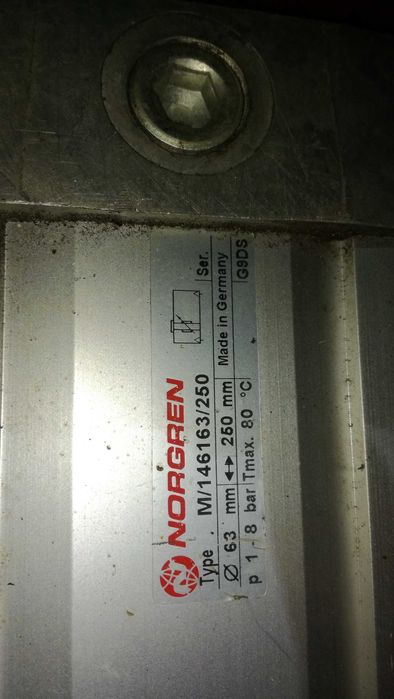 NORGREN
Type M/146163/250 Ser.
Ø 63 mm ↔ 250 mm Made in Germany
p 1 - 8 bar Tmax. 80 °C G9DS